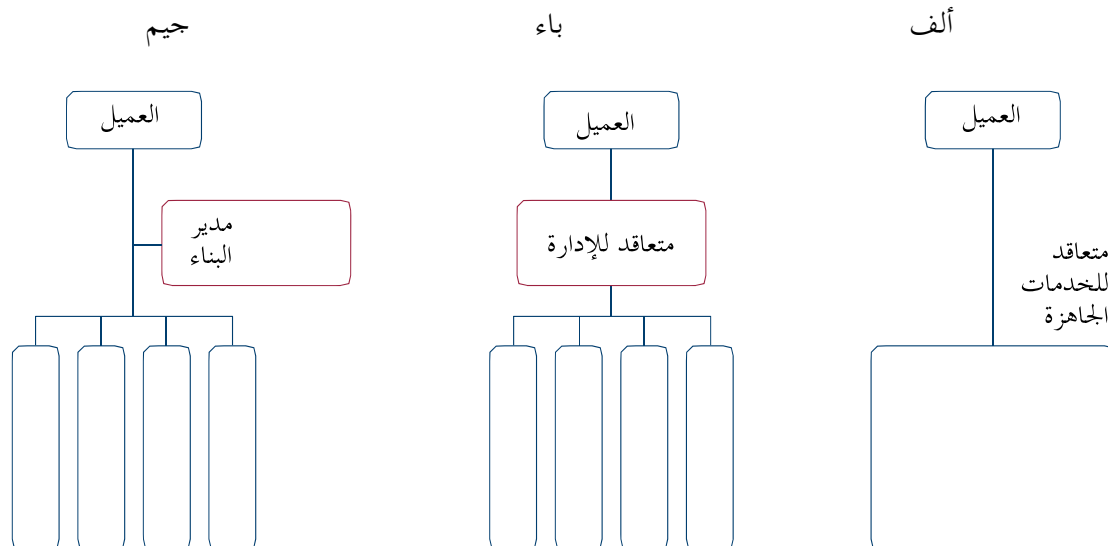 ألف
باء
جيم
العميل
العميل
العميل
متعاقد
للخدمات
الجاهزة
متعاقد للإدارة
مدير
البناء